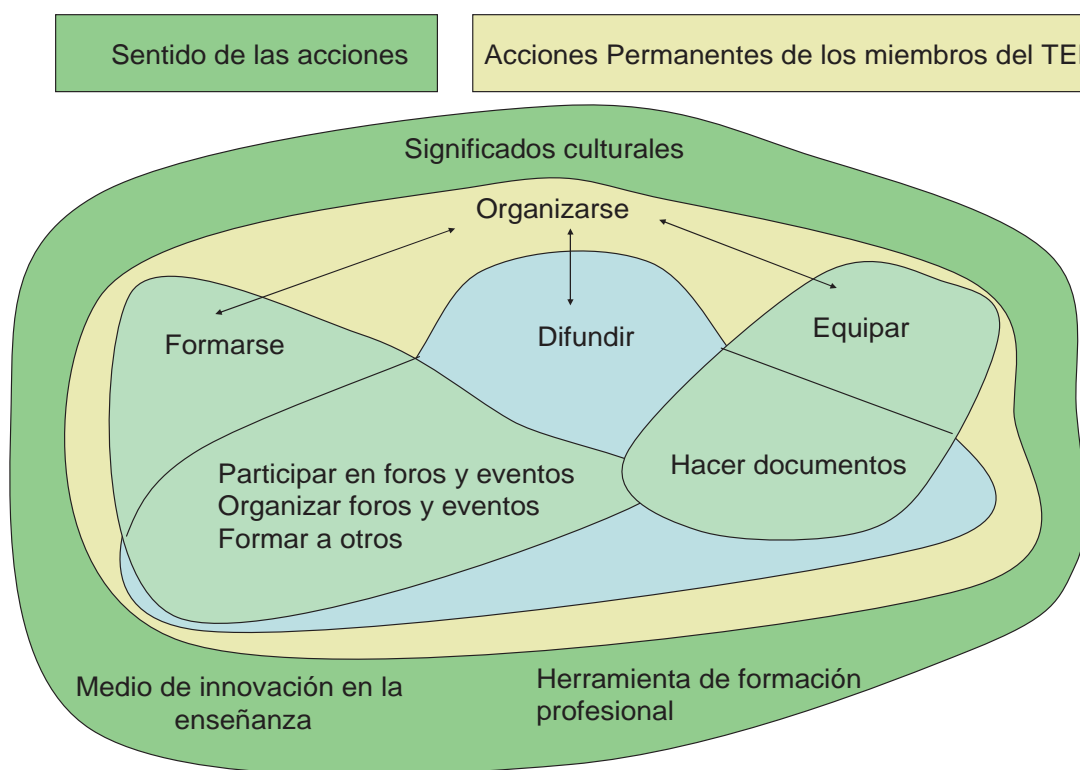 Sentido de las acciones
Acciones Permanentes de los miembros del
Significados culturales
Organizarse
Formarse
Difundir
Equipar
Participar en foros y eventos
Organizar foros y eventos
Formar a otros
Hacer documentos
Medio de innovación en la
enseñanza
Herramienta de formación
profesional